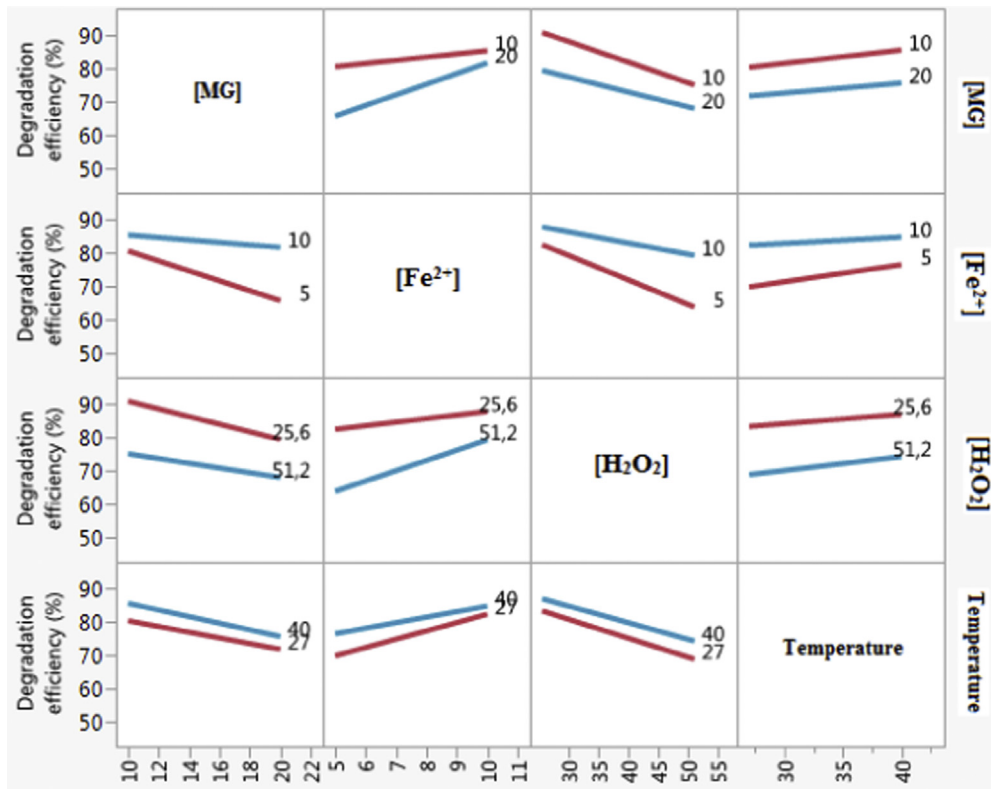 Degradation
efficiency (%)
90
80
70
60
50
[MG]
10
20
10
20
10
20
[MG]
Degradation
efficiency (%)
90
80
70
60
50
10
5
[Fe²⁺]
10
5
10
5
[Fe²⁺]
Degradation
efficiency (%)
90
80
70
60
50
25,6
51,2
25,6
51,2
[H₂O₂]
25,6
51,2
[H₂O₂]
Degradation
efficiency (%)
90
80
70
60
50
40
27
40
27
40
27
Temperature
Temperature
10 12 14 16 18 20 22 5 6 7 8 9 10 11 30 35 40 45 50 55 30 35 40